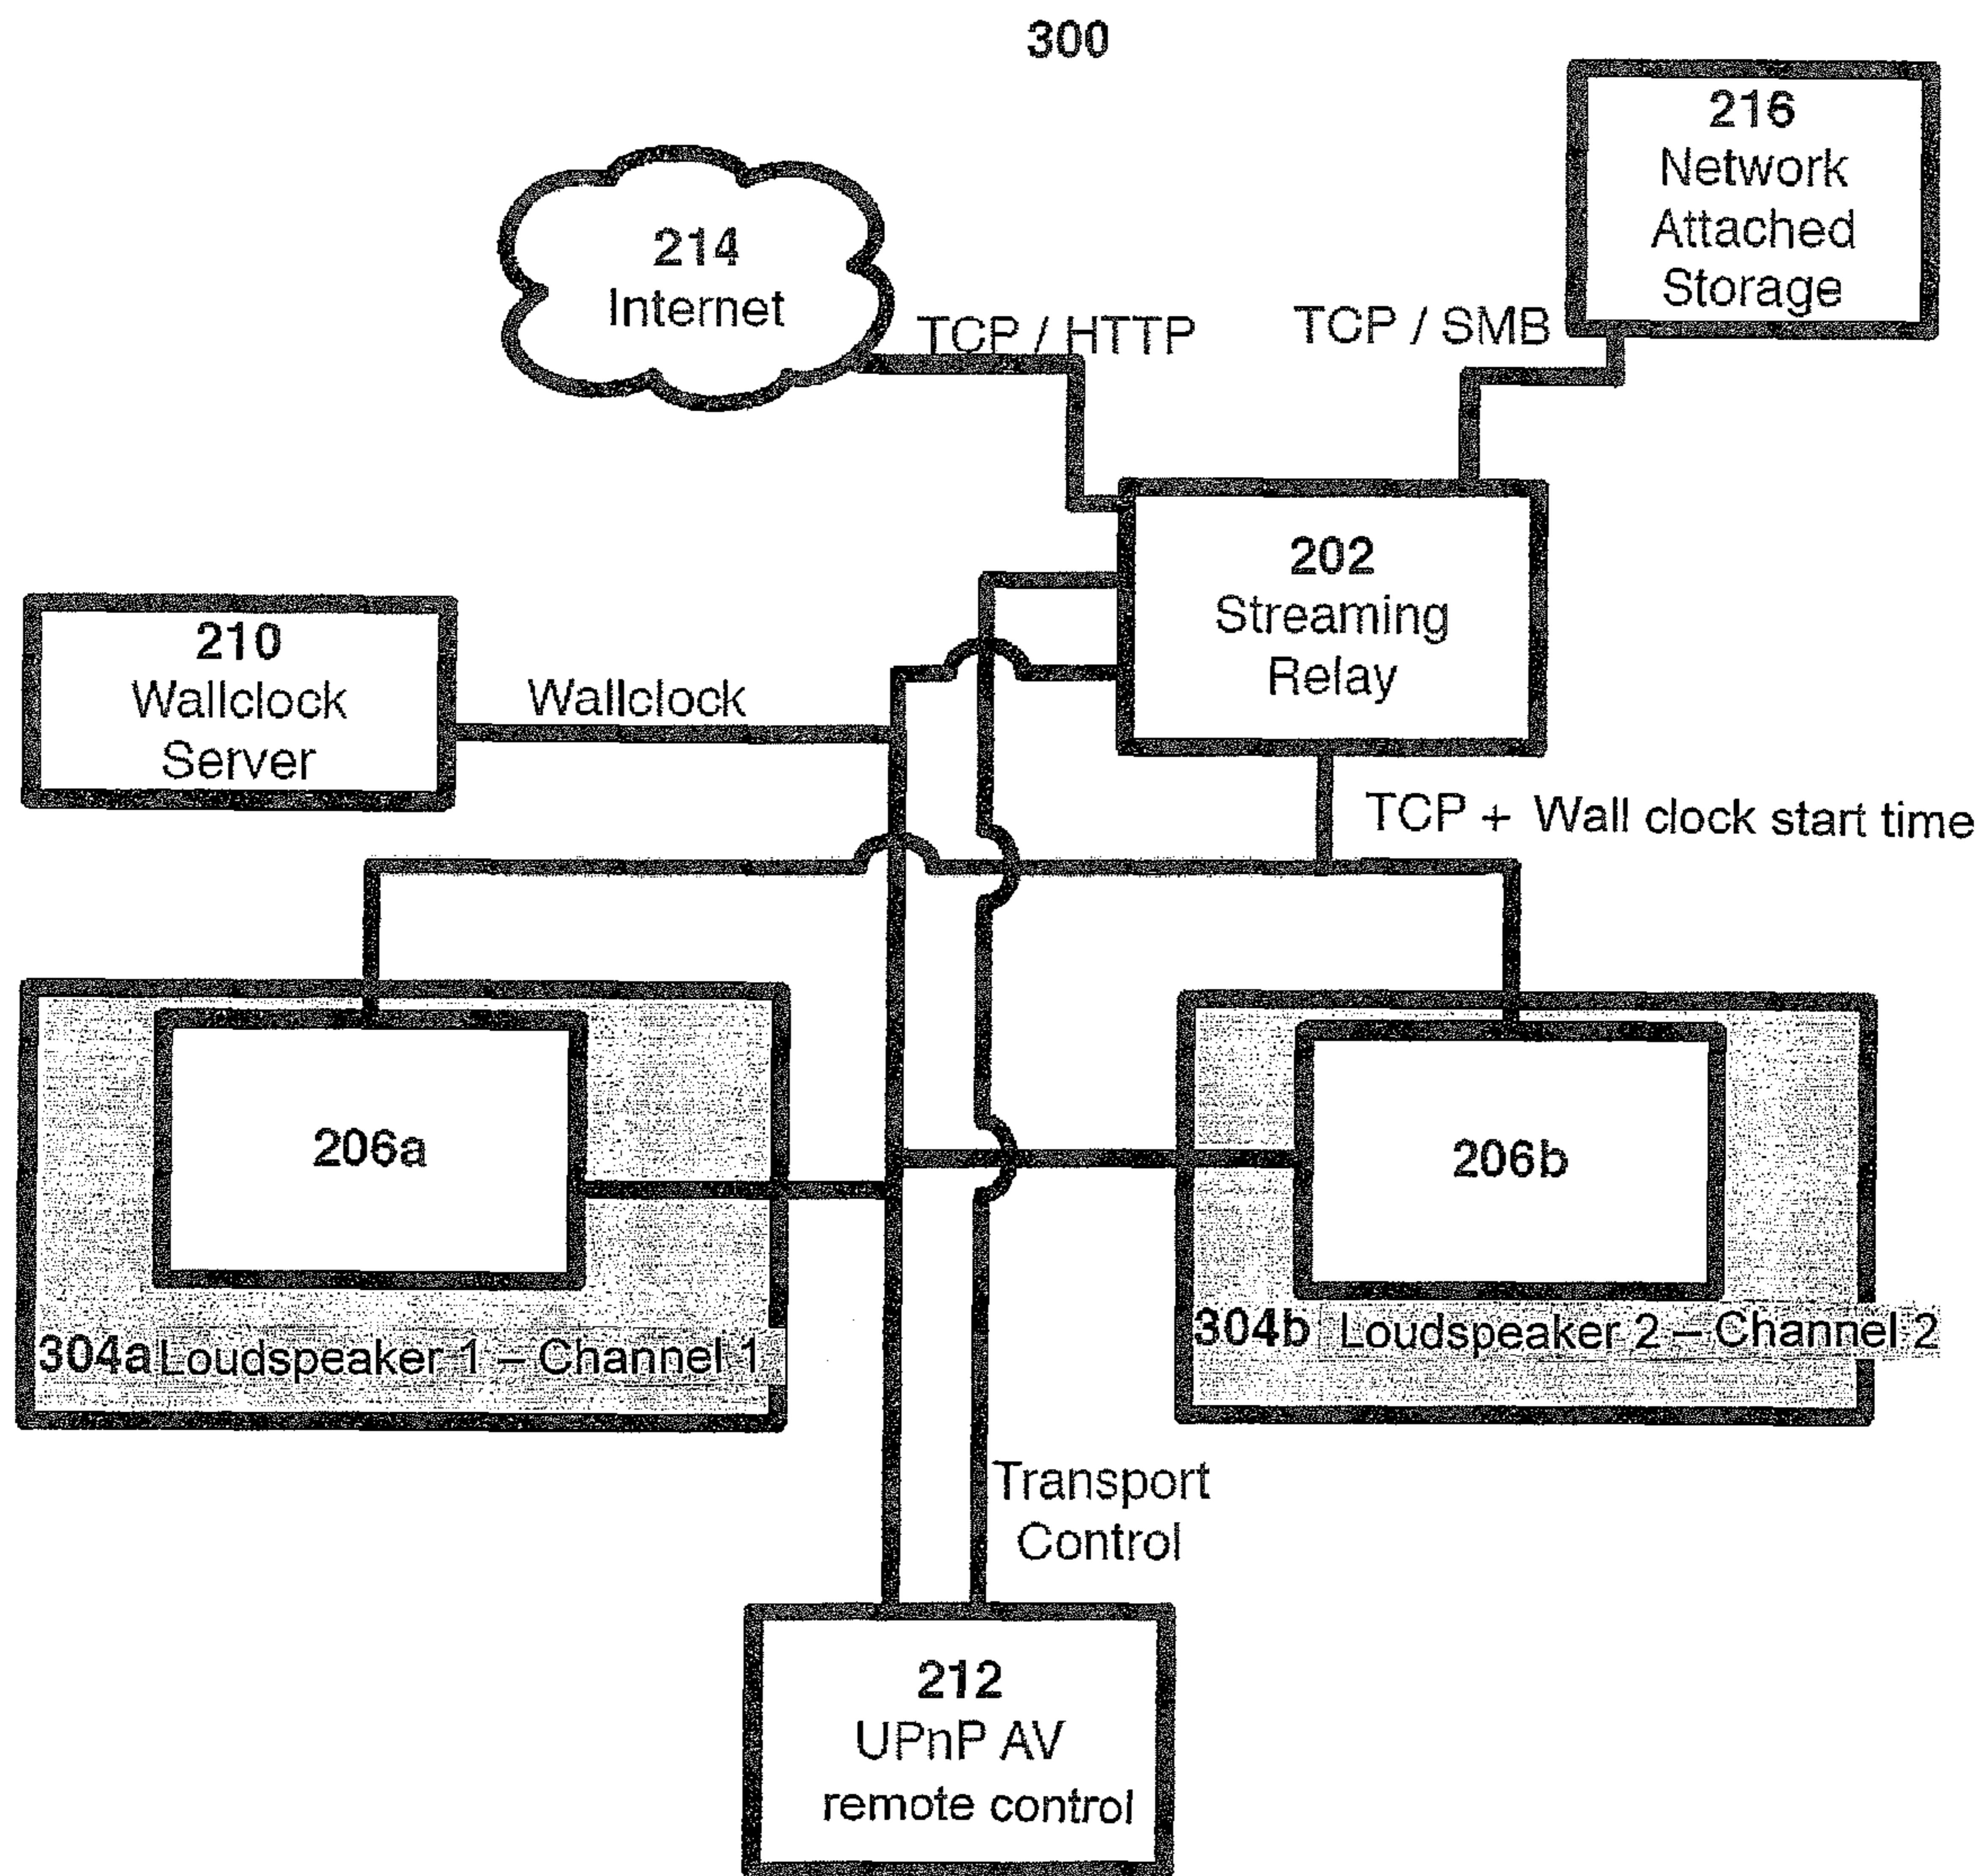 300
216
Network
Attached
Storage
214
Internet
TCP / HTTP
TCP / SMB
202
Streaming
Relay
210
Wallclock
Server
Wallclock
TCP + Wall clock start time
206a
206b
304a Loudspeaker 1 – Channel 1
304b Loudspeaker 2 – Channel 2
Transport
Control
212
UPnP AV
remote control